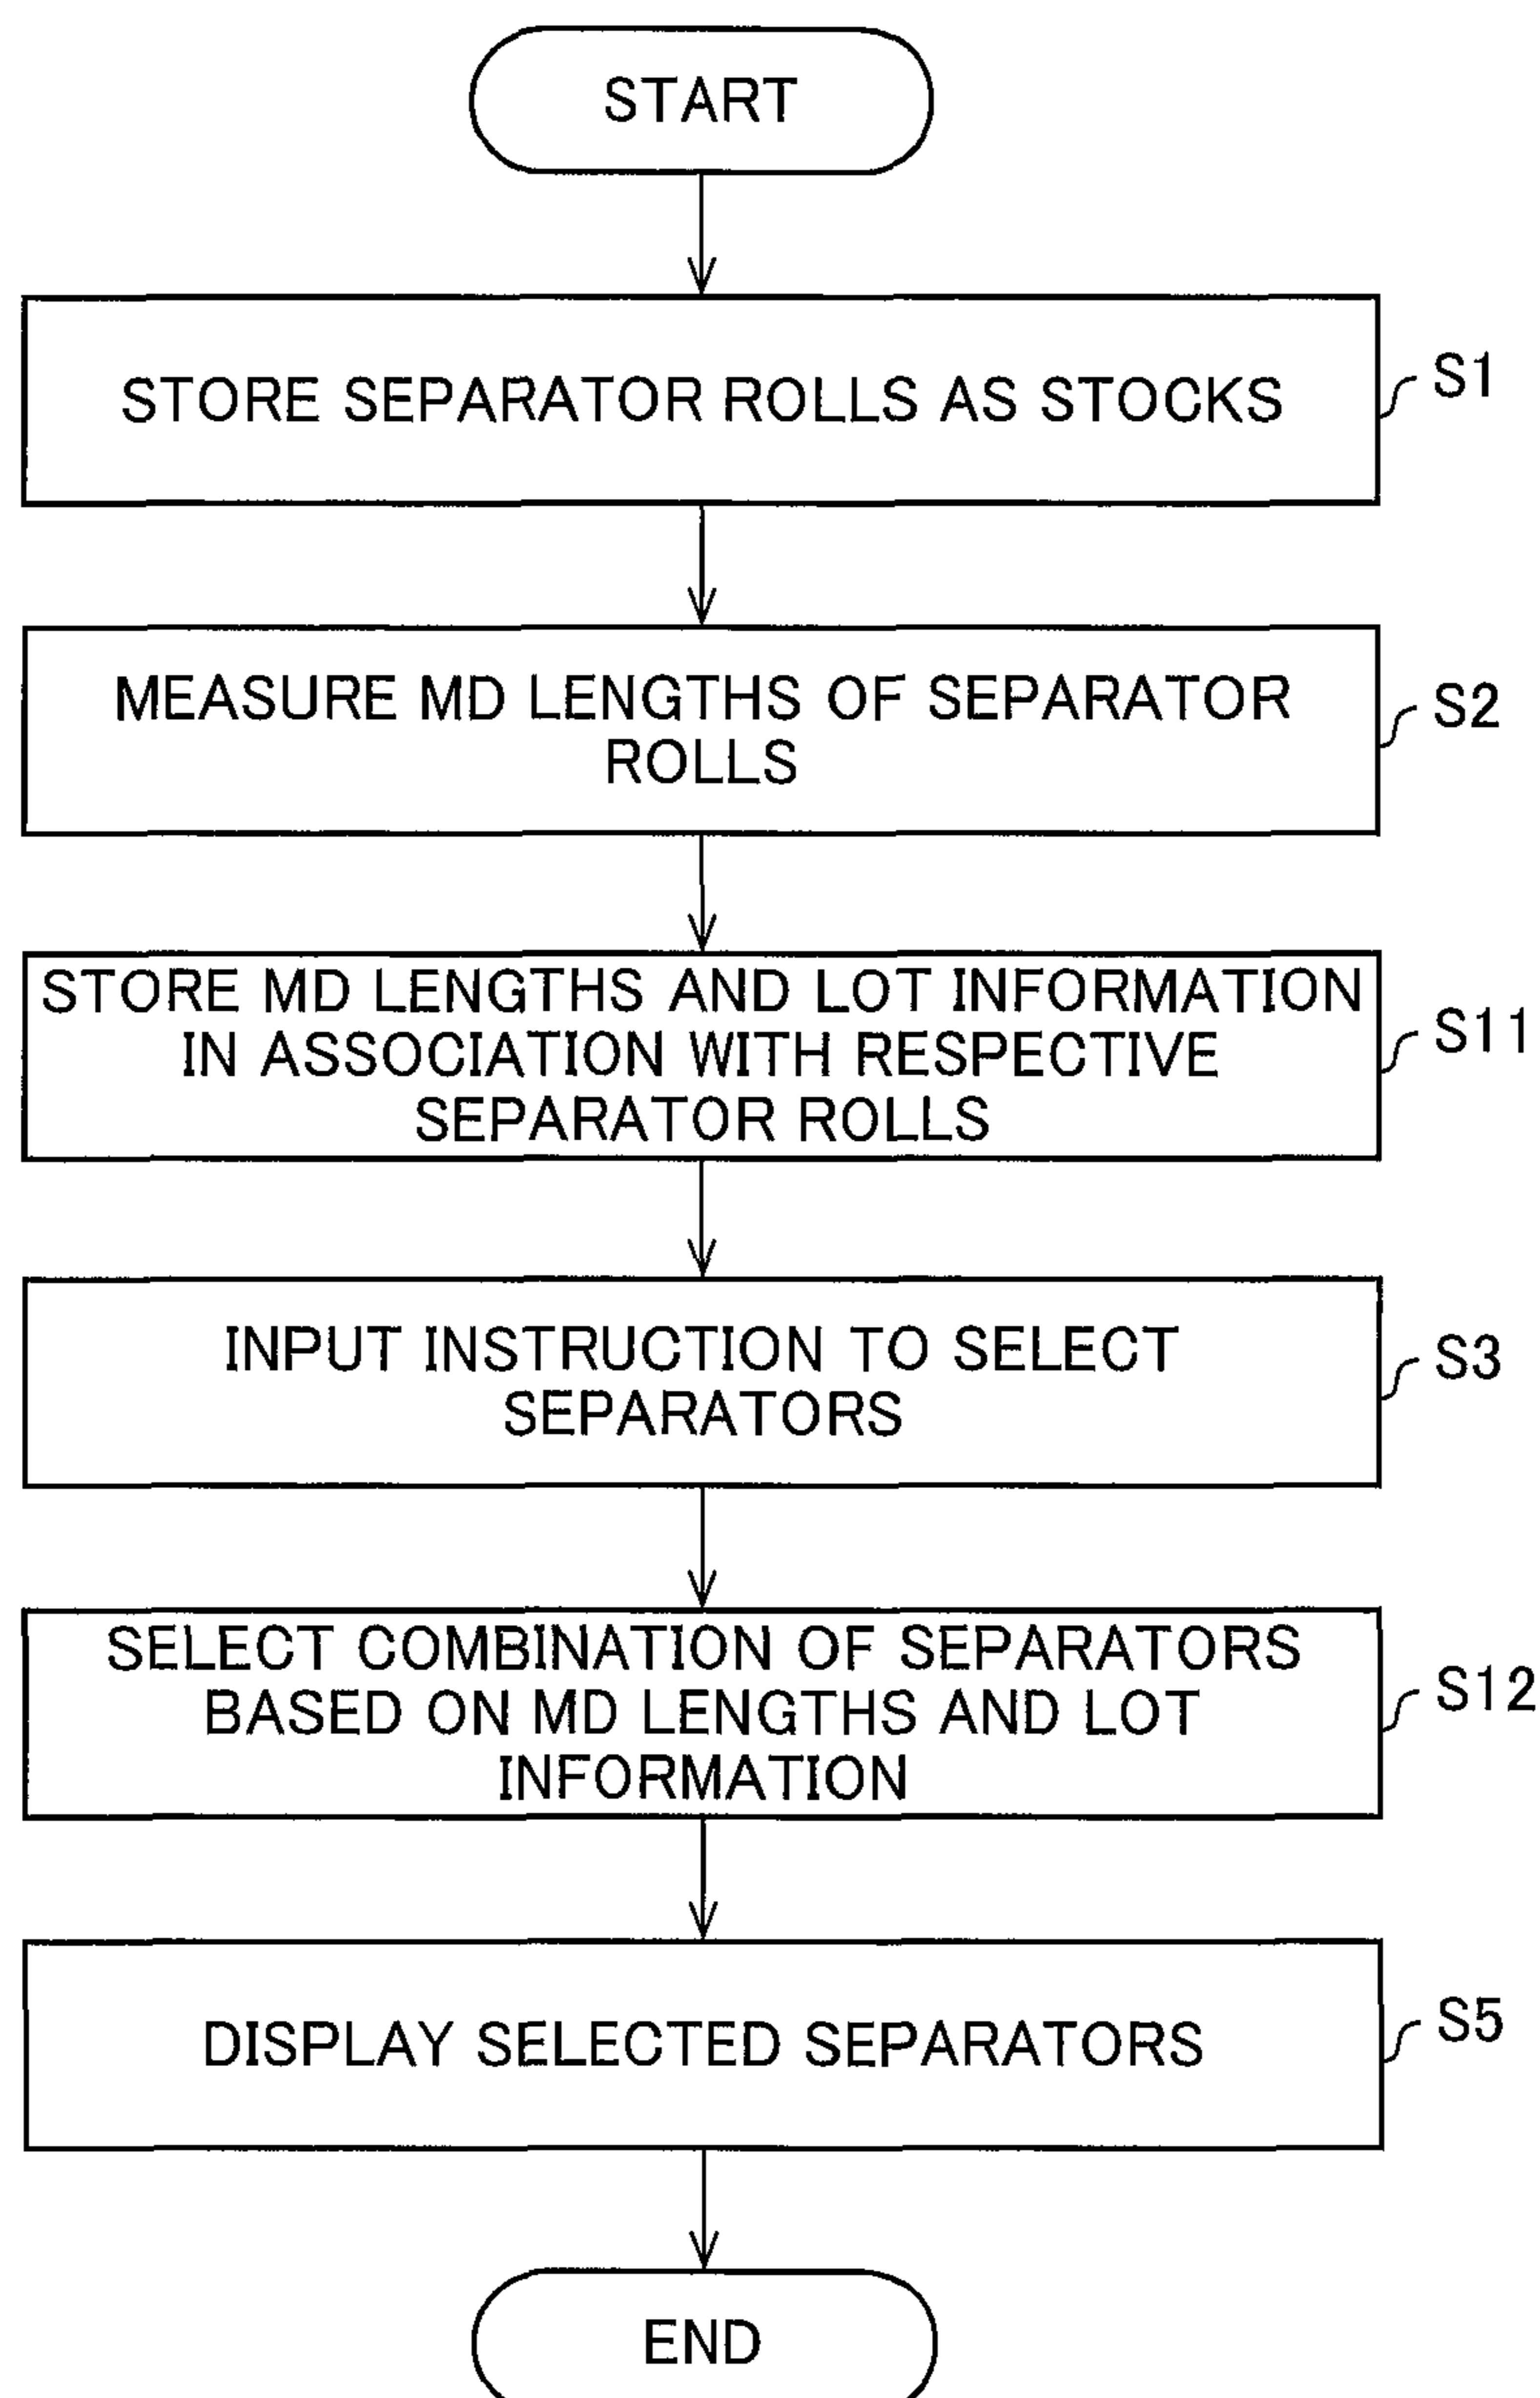 START
STORE SEPARATOR ROLLS AS STOCKS
S1
MEASURE MD LENGTHS OF SEPARATOR
ROLLS
S2
STORE MD LENGTHS AND LOT INFORMATION
IN ASSOCIATION WITH RESPECTIVE
SEPARATOR ROLLS
S11
INPUT INSTRUCTION TO SELECT
SEPARATORS
S3
SELECT COMBINATION OF SEPARATORS
BASED ON MD LENGTHS AND LOT
INFORMATION
S12
DISPLAY SELECTED SEPARATORS
S5
END